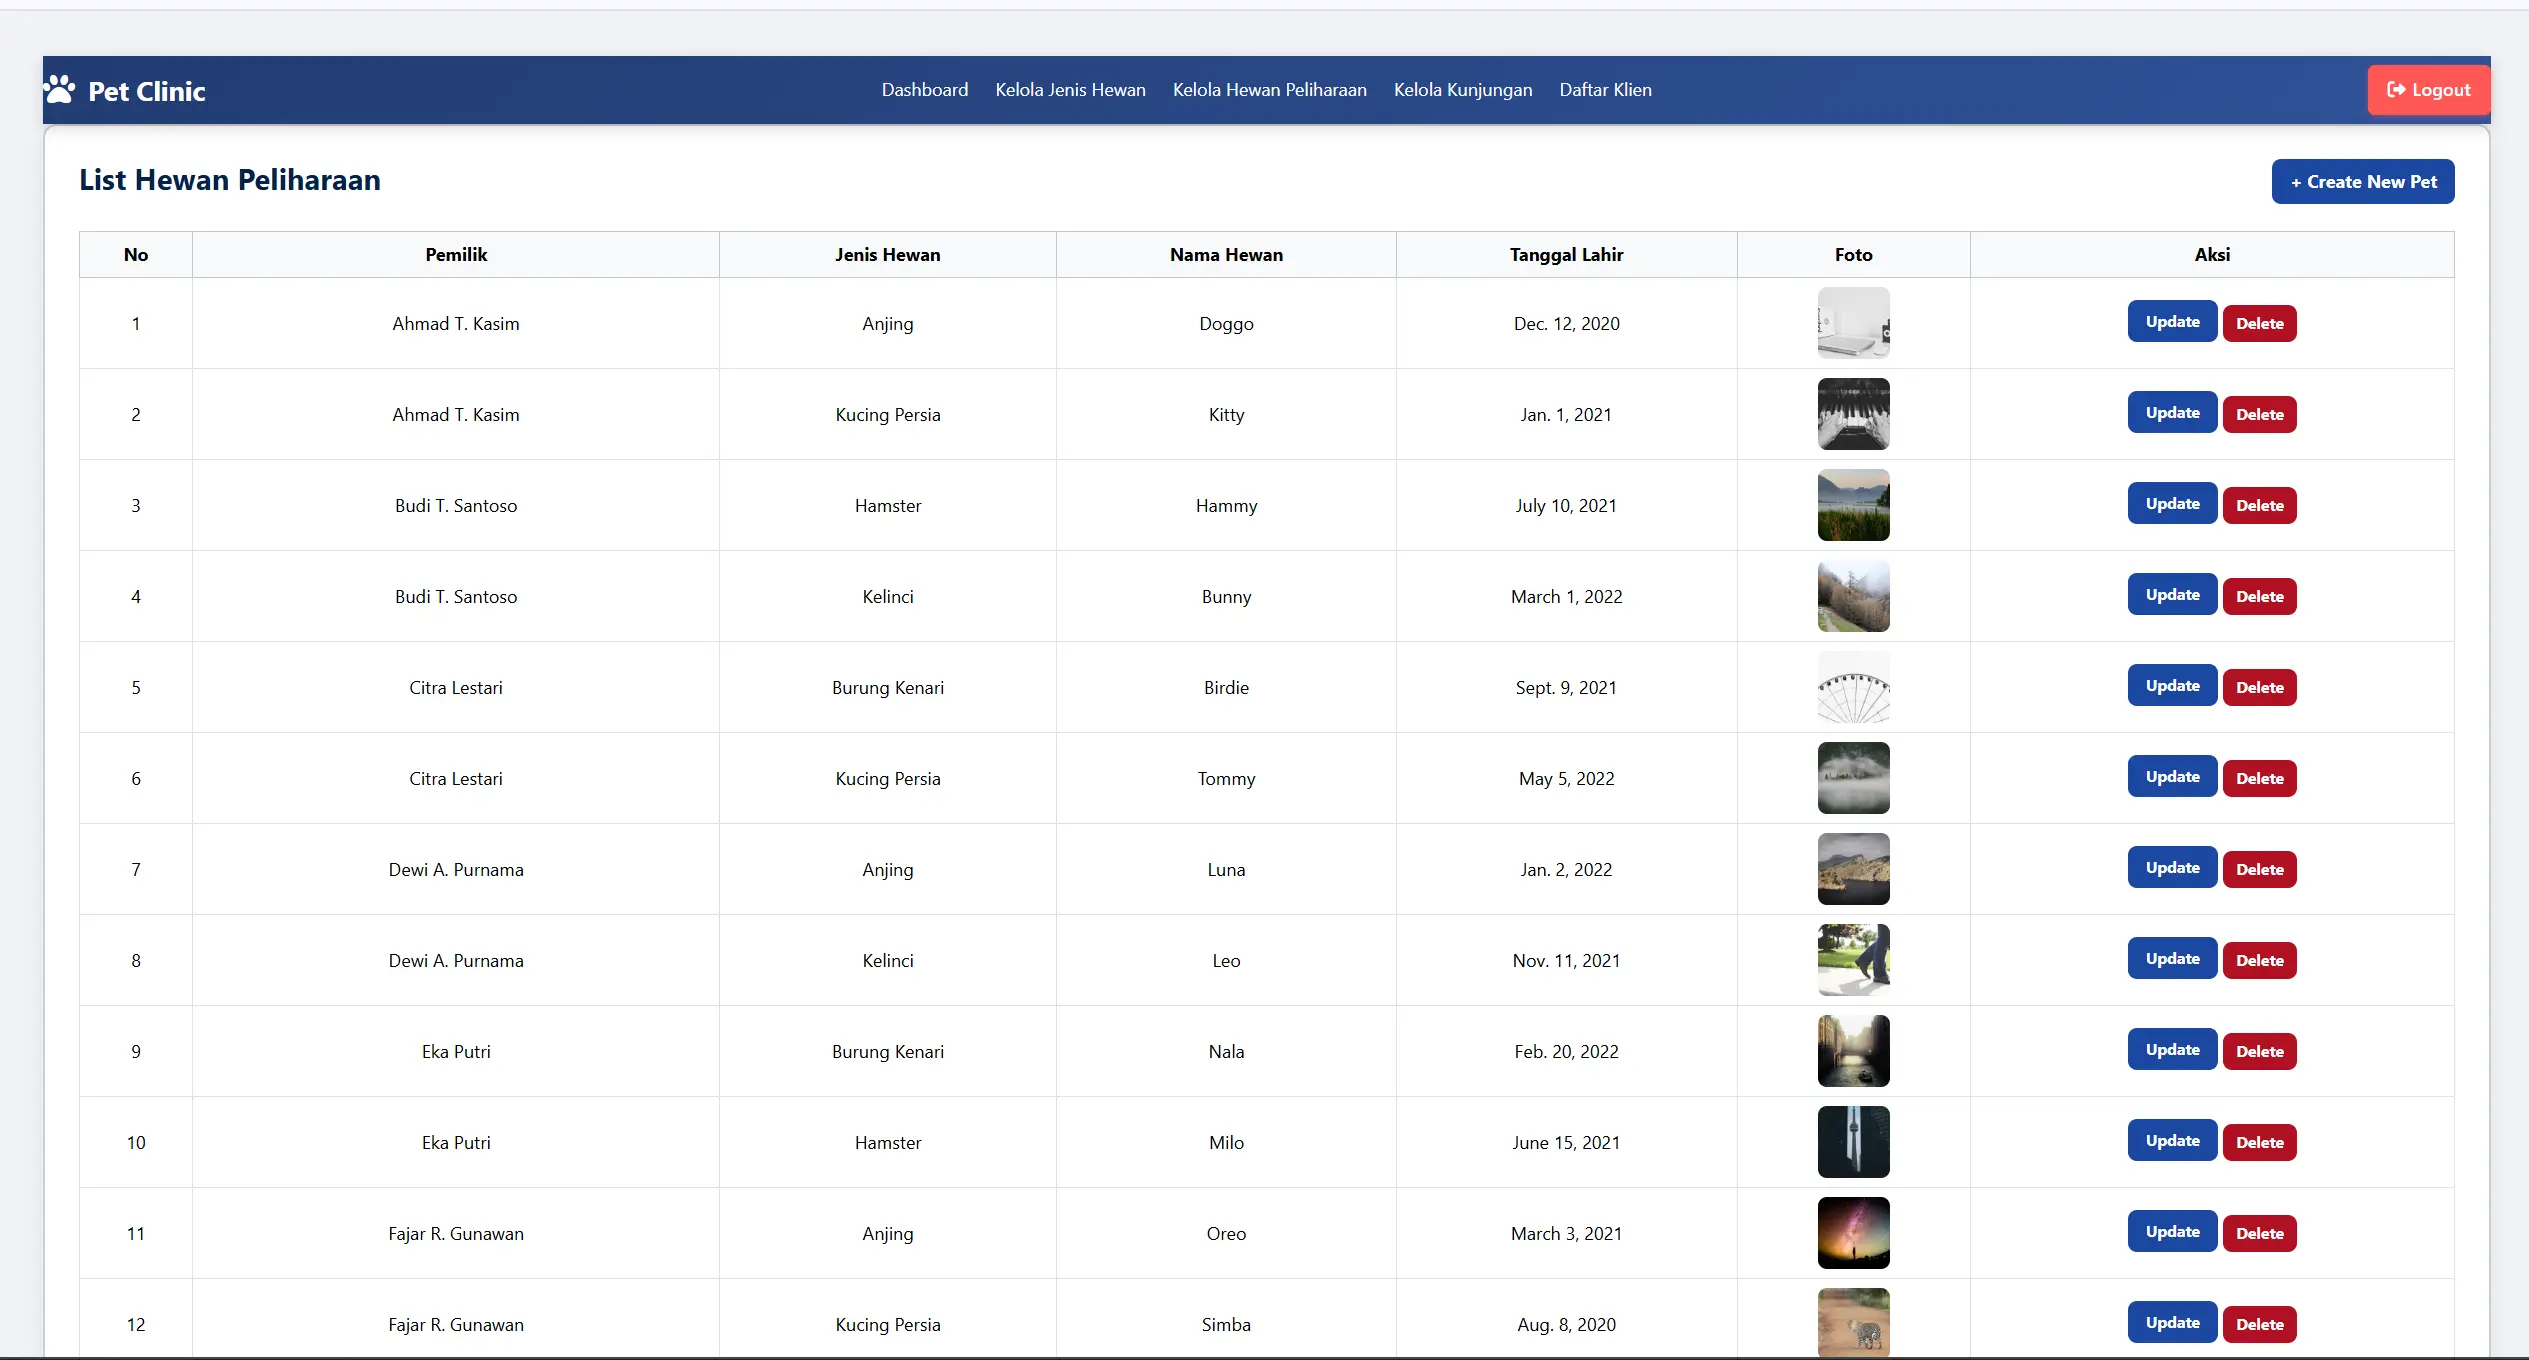 Pet Clinic Dashboard Kelola Jenis Hewan Kelola Hewan Peliharaan Kelola Kunjungan Daftar Klien Logout
List Hewan Peliharaan + Create New Pet
No Pemilik Jenis Hewan Nama Hewan Tanggal Lahir Foto Aksi
1 Ahmad T. Kasim Anjing Doggo Dec. 12, 2020 Update Delete
2 Ahmad T. Kasim Kucing Persia Kitty Jan. 1, 2021 Update Delete
3 Budi T. Santoso Hamster Hammy July 10, 2021 Update Delete
4 Budi T. Santoso Kelinci Bunny March 1, 2022 Update Delete
5 Citra Lestari Burung Kenari Birdie Sept. 9, 2021 Update Delete
6 Citra Lestari Kucing Persia Tommy May 5, 2022 Update Delete
7 Dewi A. Purnama Anjing Luna Jan. 2, 2022 Update Delete
8 Dewi A. Purnama Kelinci Leo Nov. 11, 2021 Update Delete
9 Eka Putri Burung Kenari Nala Feb. 20, 2022 Update Delete
10 Eka Putri Hamster Milo June 15, 2021 Update Delete
11 Fajar R. Gunawan Anjing Oreo March 3, 2021 Update Delete
12 Fajar R. Gunawan Kucing Persia Simba Aug. 8, 2020 Update Delete